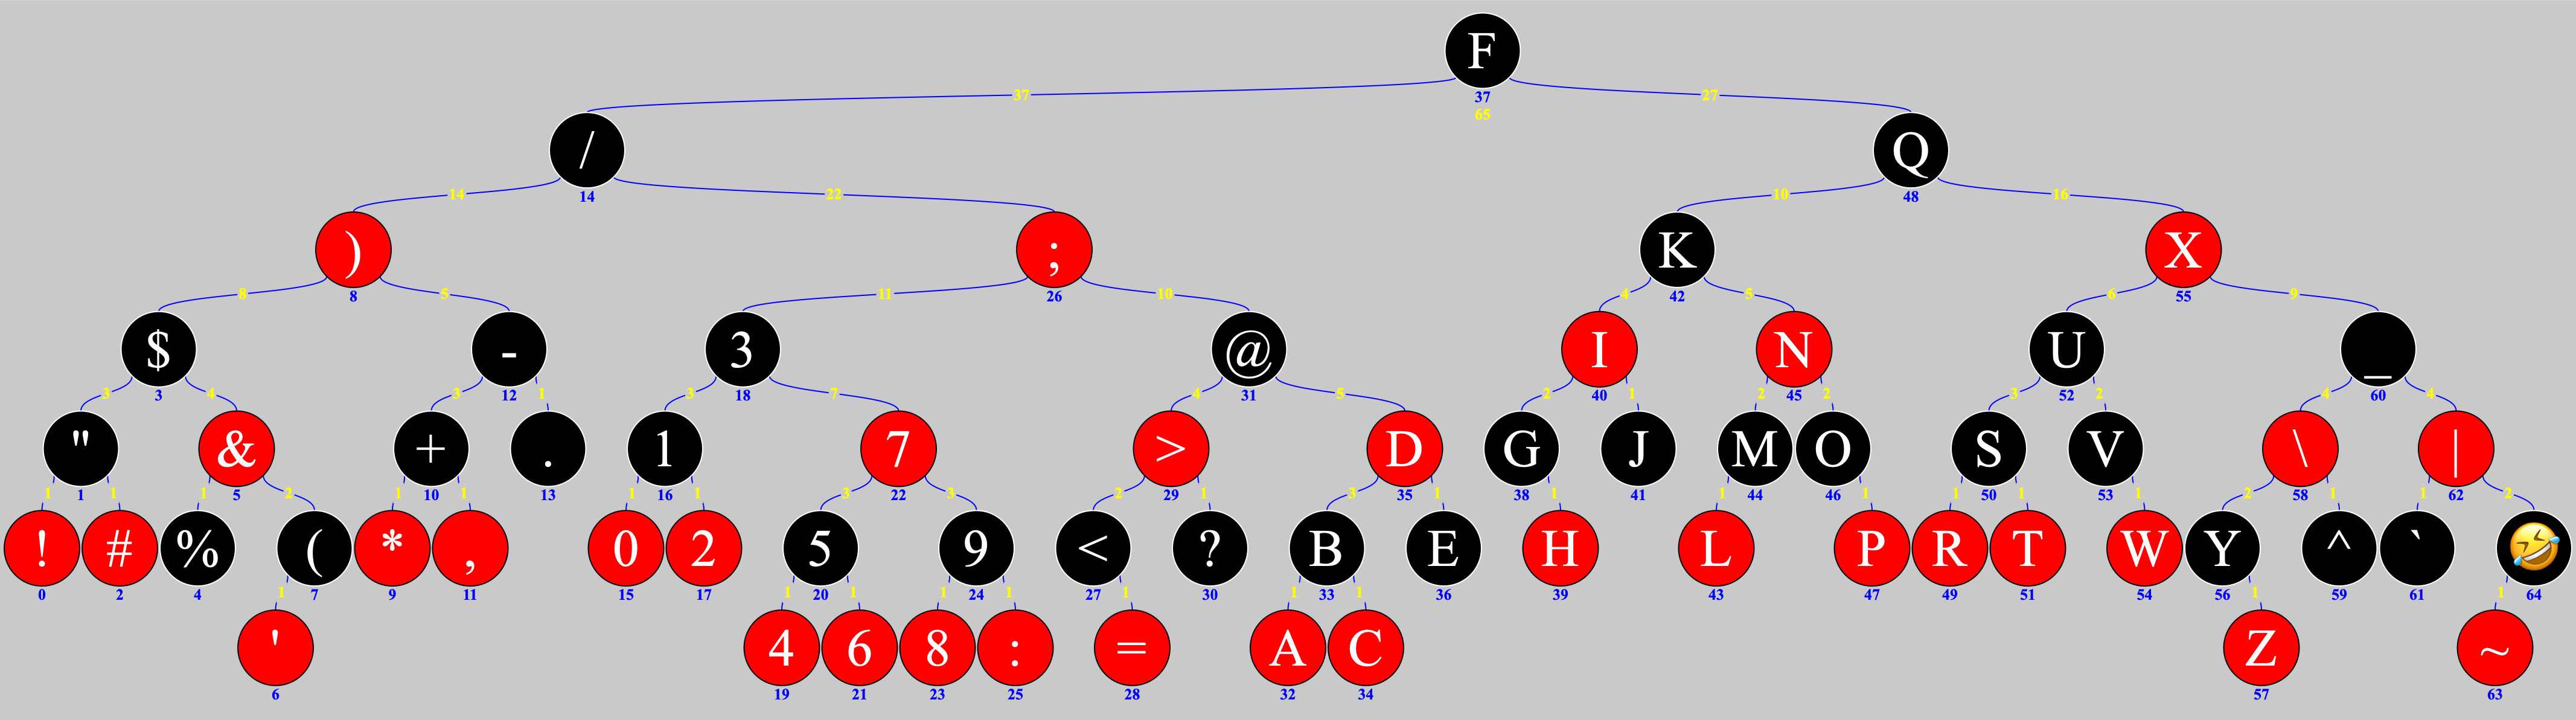 F
37
37 27
65
/ Q
14 48
14 22 10 16
) ; K X
8 26 42 55
8 5 11 10 4 5 6 9
$ - 3 @ I N U _
3 12 18 31 40 45 52 60
3 4 3 1 3 7 4 5 2 1 2 2 3 2 4 4
" & + . 1 7 > D G J M O S V \ |
1 5 10 13 16 22 29 35 38 41 44 46 50 53 58 62
1 1 1 2 1 1 1 1 3 3 2 1 3 1 1 1 1 1 1 1 2 1 1 2
! # % ( * , 0 2 5 9 < ? B E H L P R T W Y ^ ` 🤣
0 2 4 7 9 11 15 17 20 24 27 30 33 36 39 43 47 49 51 54 56 59 61 64
1 1 1 1 1 1 1 1 1 1
' 4 6 8 : = A C Z ~
6 19 21 23 25 28 32 34 57 63